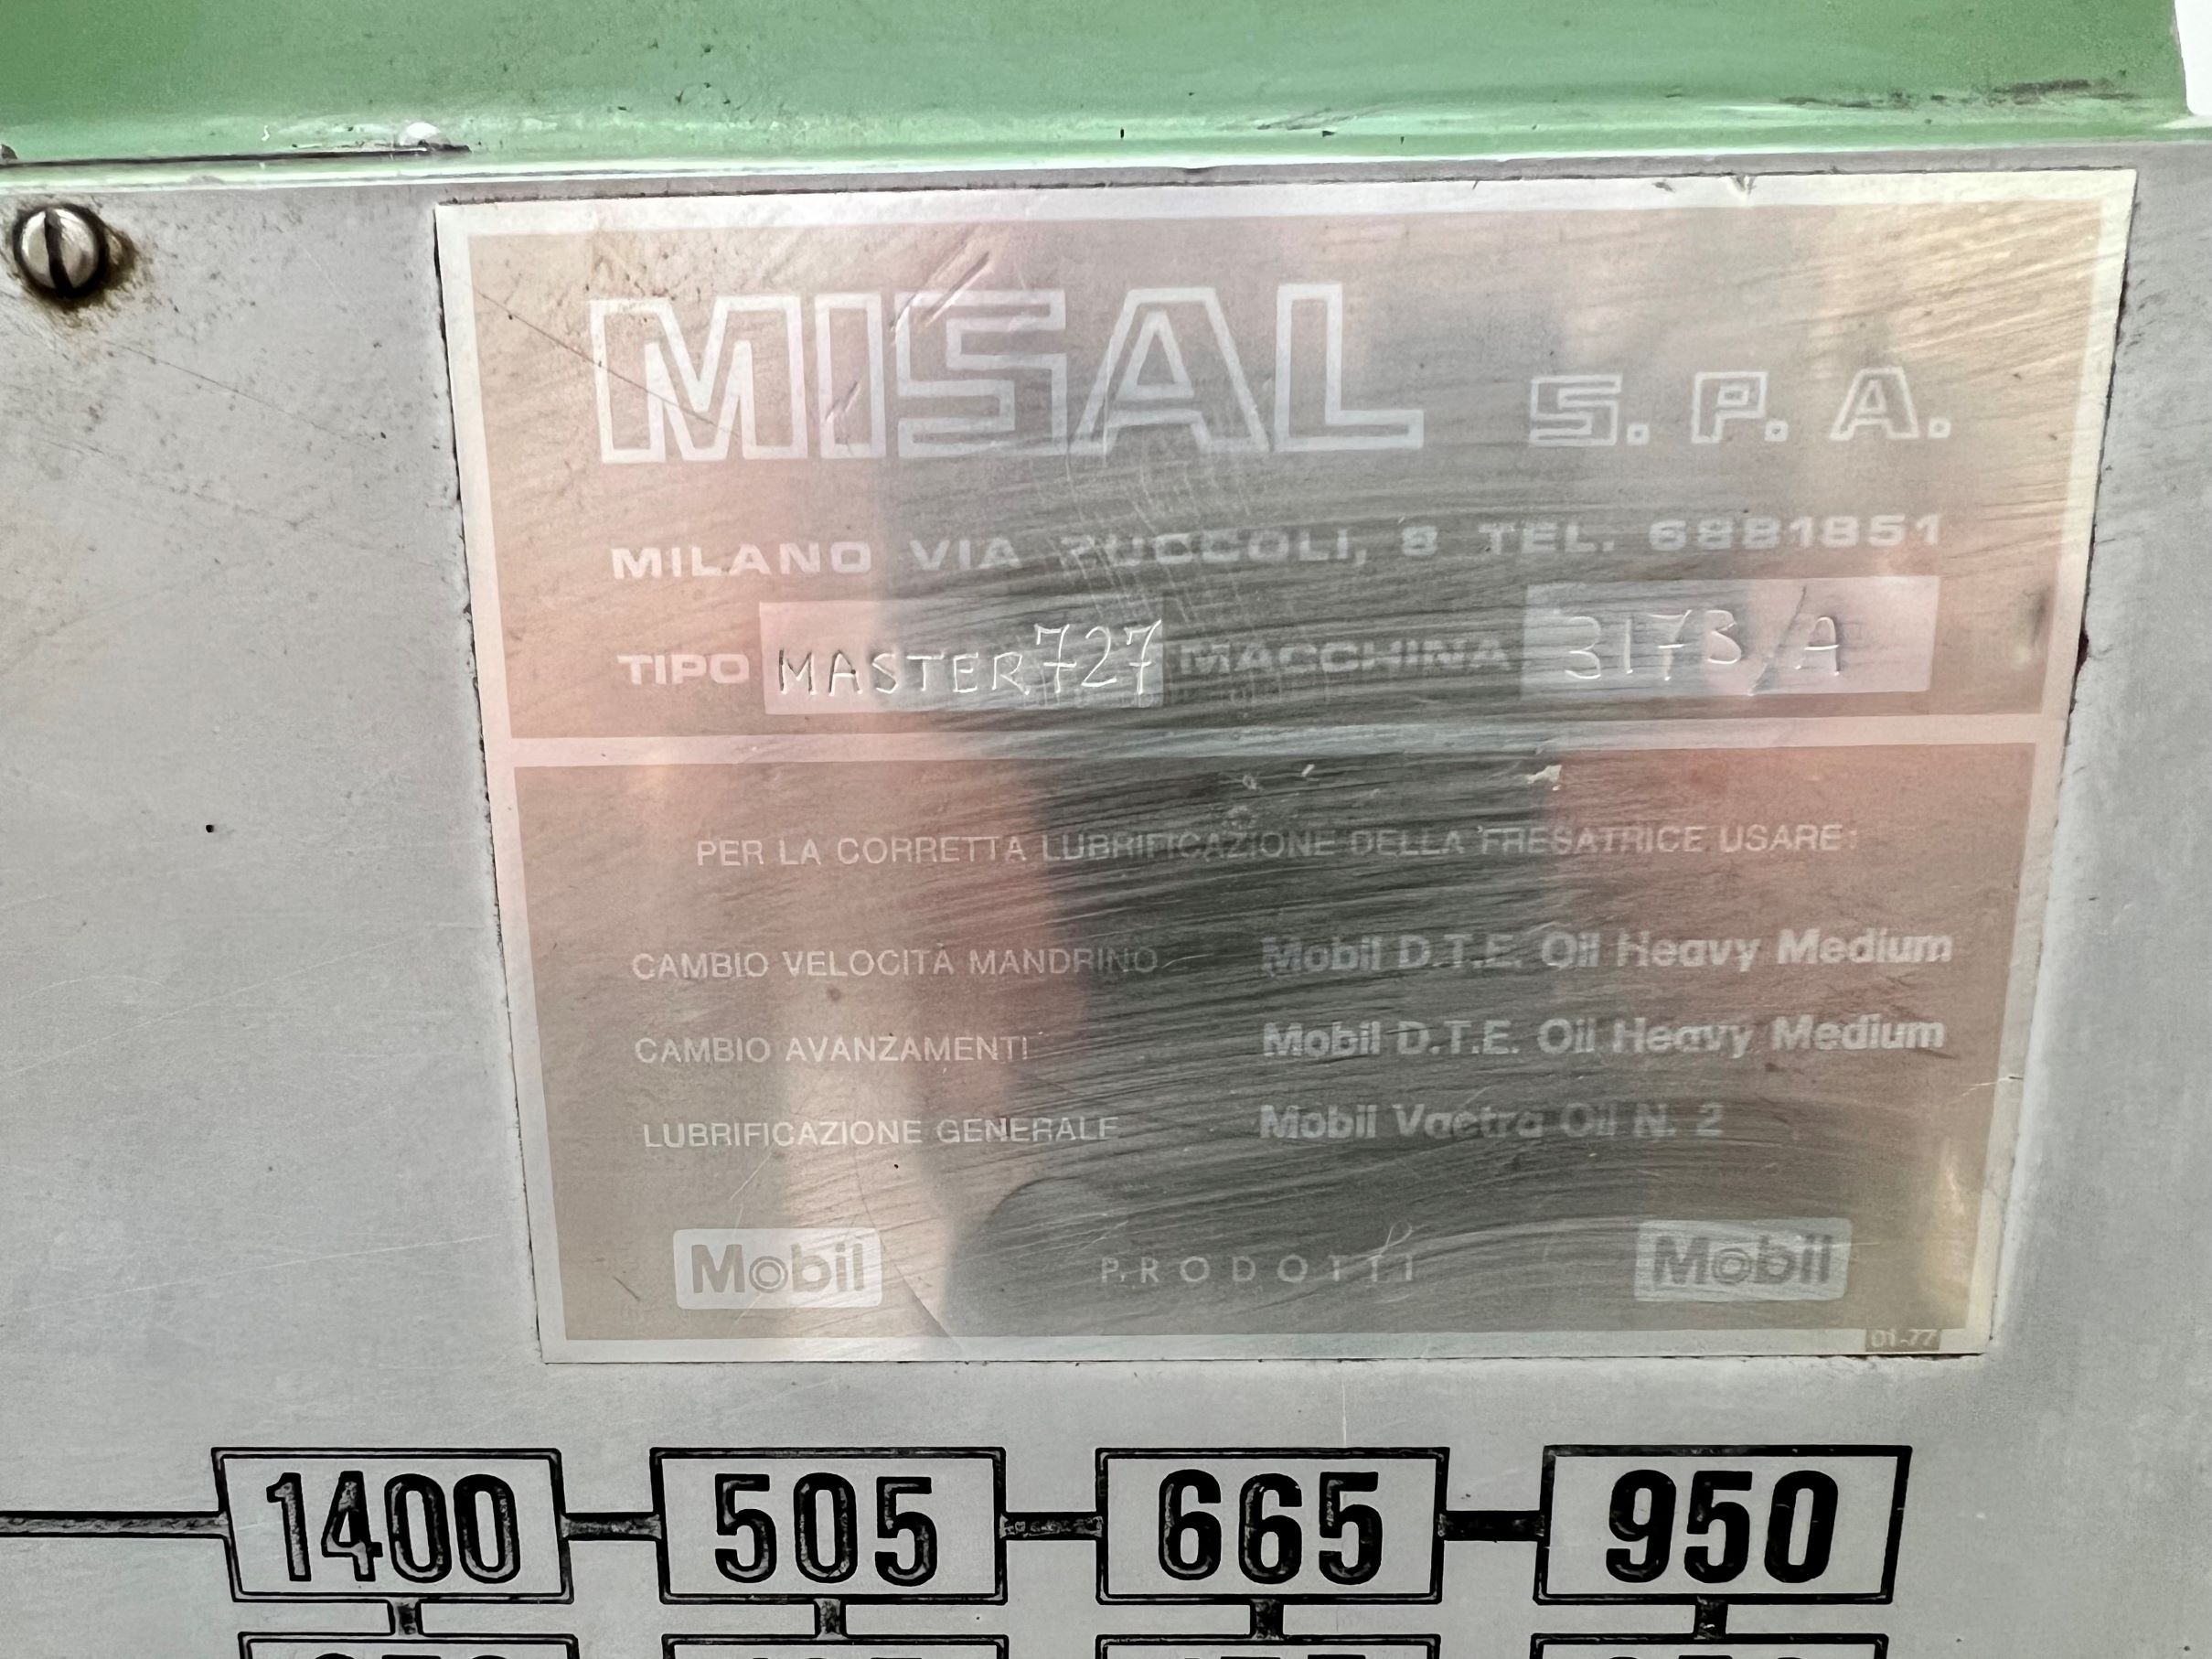 MISAL S.P.A.
MILANO VIA ZUCCOLI, 8 TEL. 6881851
TIPO MASTER 727 MACCHINA 3173/A
PER LA CORRETTA LUBRIFICAZIONE DELLA FRESATRICE USARE:
CAMBIO VELOCITÀ MANDRINO Mobil D.T.E. Oil Heavy Medium
CAMBIO AVANZAMENTI Mobil D.T.E. Oil Heavy Medium
LUBRIFICAZIONE GENERALE Mobil Vactra Oil N. 2
Mobil PRODOTTI Mobil
01-77
1400 505 665 950